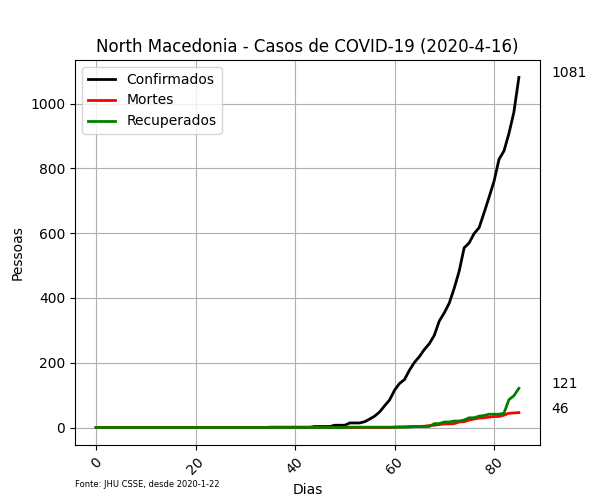 North Macedonia - Casos de COVID-19 (2020-4-16)
Confirmados
Mortes
Recuperados
1081
1000
800
600
400
200
0
121
46
Pessoas
0
20
40
60
80
Dias
Fonte: JHU CSSE, desde 2020-1-22